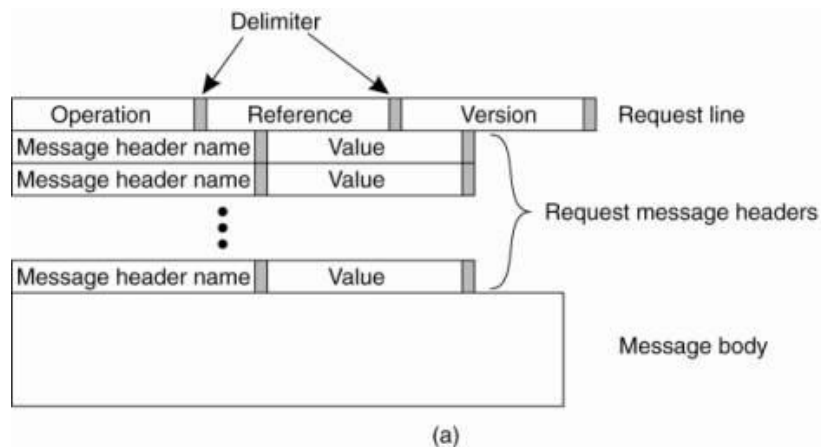 Delimiter
Operation Reference Version Request line
Message header name Value
Message header name Value
Request message headers
Message header name Value
Message body
(a)